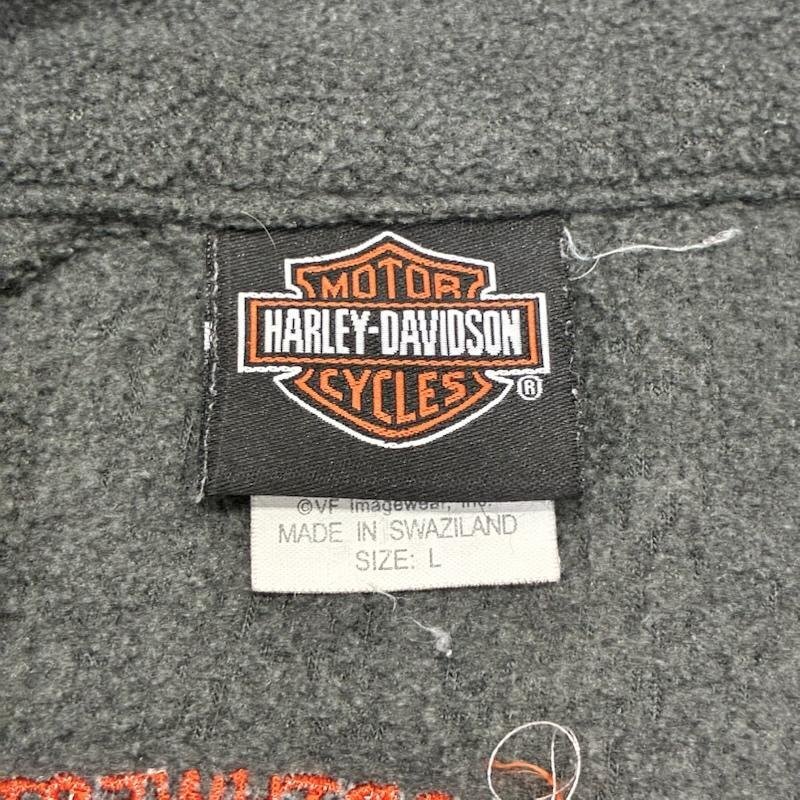 MOTOR
HARLEY-DAVIDSON
CYCLES ®
©VF Imagewear, Inc.
MADE IN SWAZILAND
SIZE: L